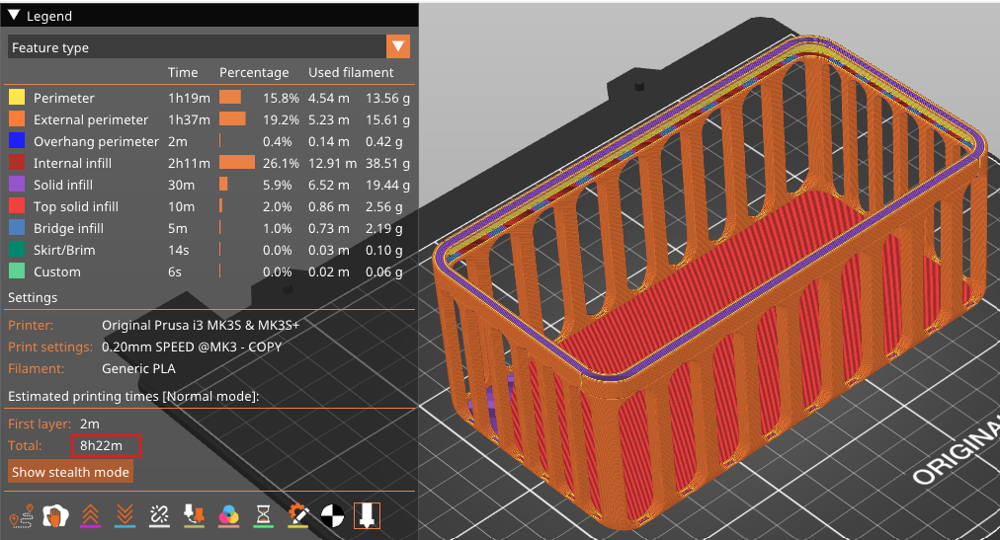 Legend
Feature type
Time Percentage Used filament
Perimeter 1h19m 15.8% 4.54 m 13.56 g
External perimeter 1h37m 19.2% 5.23 m 15.61 g
Overhang perimeter 2m 0.4% 0.14 m 0.42 g
Internal infill 2h11m 26.1% 12.91 m 38.51 g
Solid infill 30m 5.9% 6.52 m 19.44 g
Top solid infill 10m 2.0% 0.86 m 2.56 g
Bridge infill 5m 1.0% 0.73 m 2.19 g
Skirt/Brim 14s 0.0% 0.03 m 0.10 g
Custom 6s 0.0% 0.02 m 0.06 g
Settings
Printer: Original Prusa i3 MK3S & MK3S+
Print settings: 0.20mm SPEED @MK3 - COPY
Filament: Generic PLA
Estimated printing times [Normal mode]:
First layer: 2m
Total: 8h22m
Show stealth mode
ORIGINA